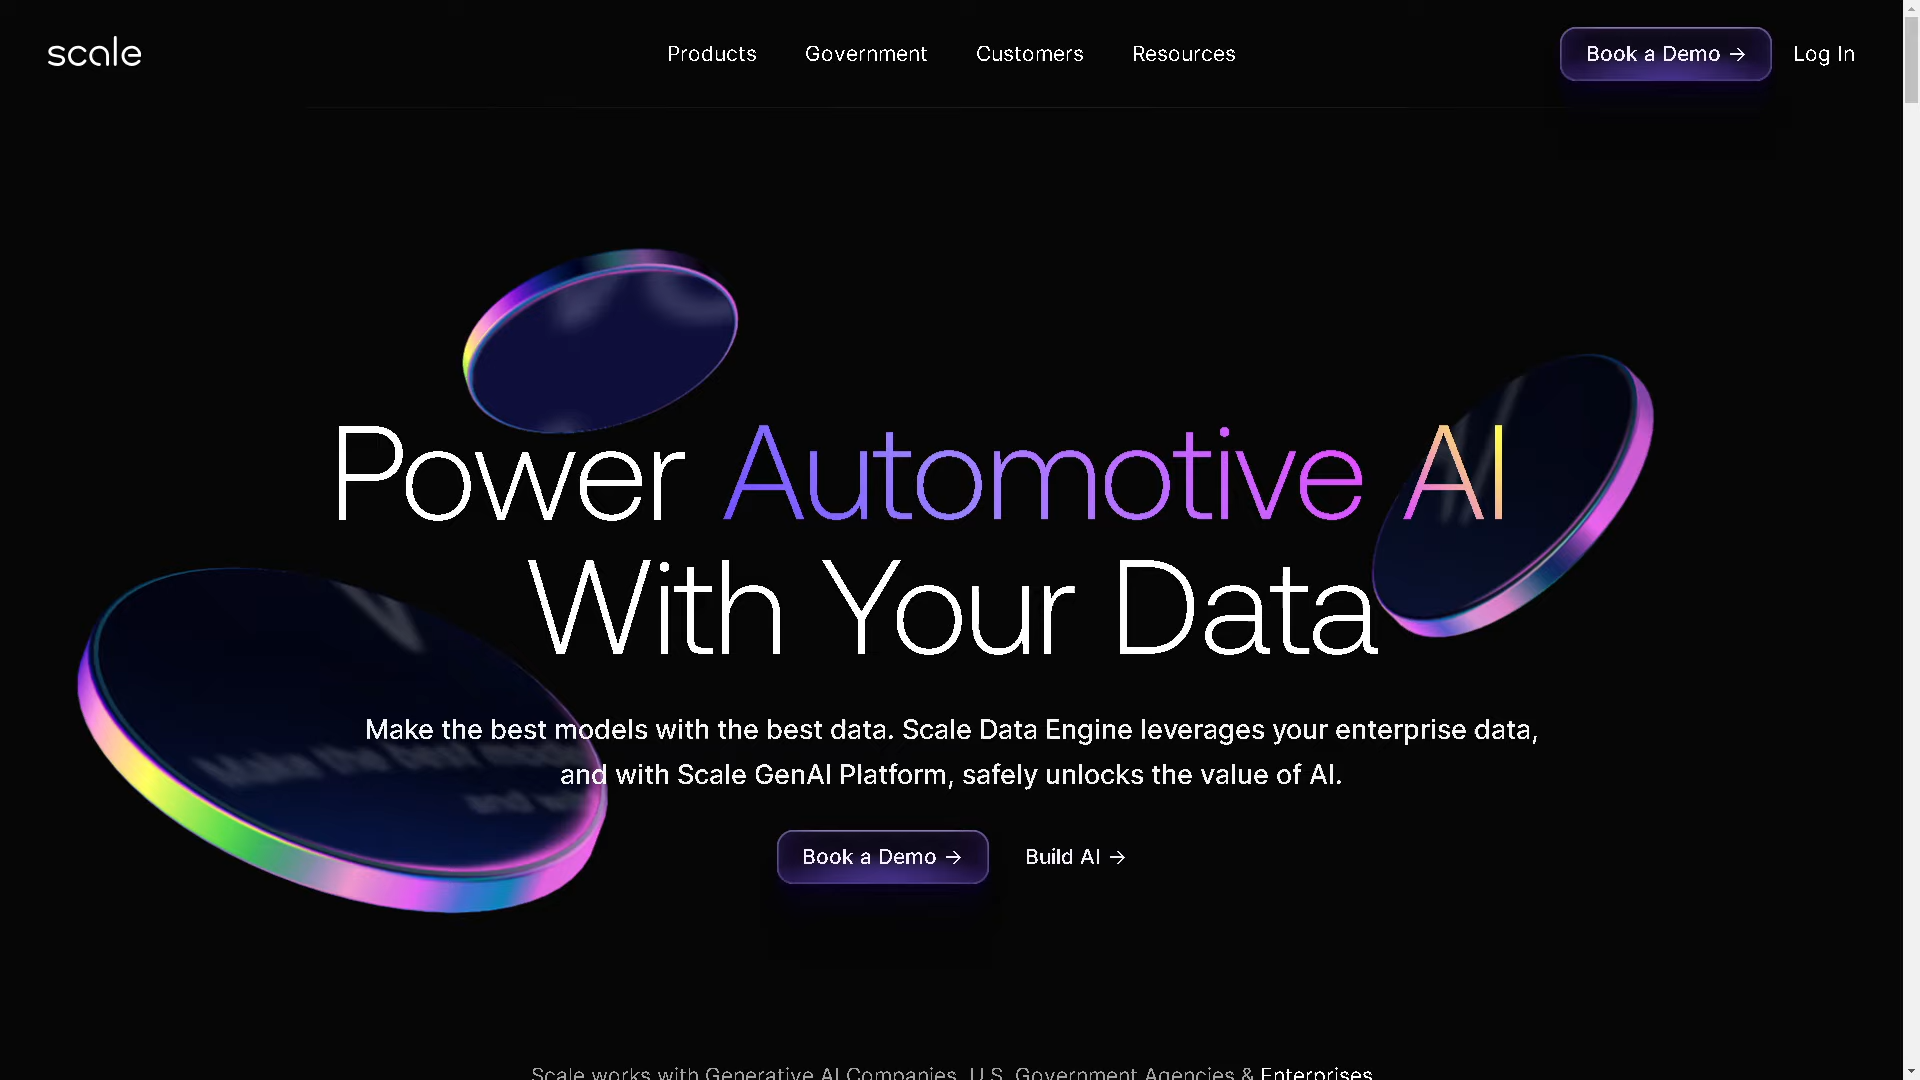 scale
Products
Government
Customers
Resources
Book a Demo →
Log In
Power Automotive AI
With Your Data
Make the best models with the best data. Scale Data Engine leverages your enterprise data,
and with Scale GenAI Platform, safely unlocks the value of AI.
Book a Demo →
Build AI →
Scale works with Generative AI Companies, U.S. Government Agencies & Enterprises